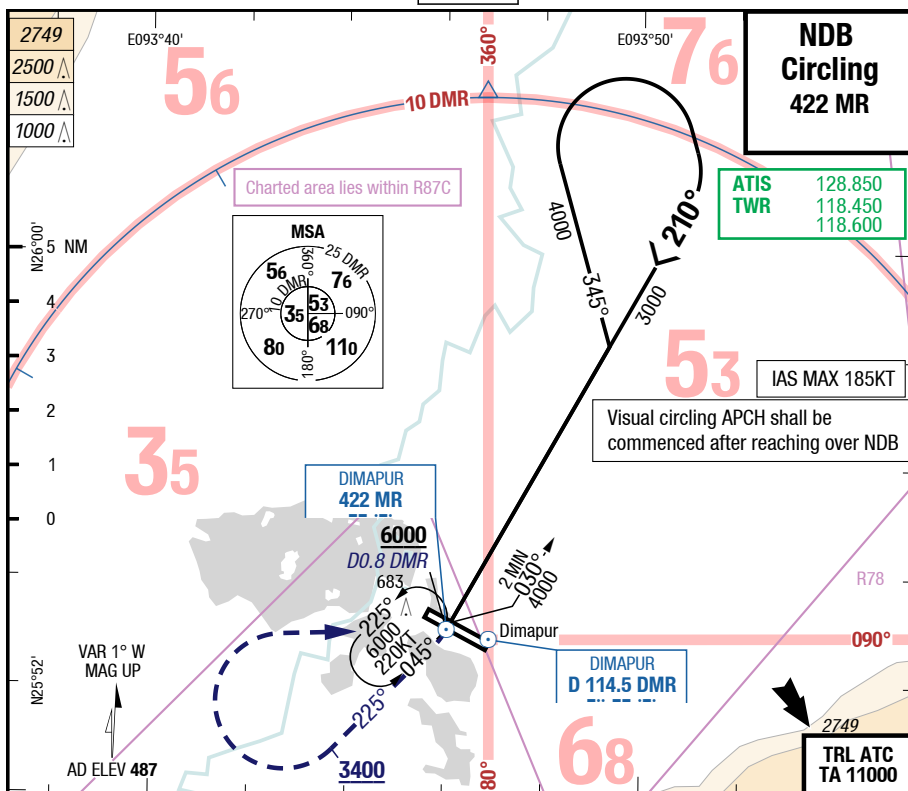 2749
2500
1500
1000
E093°40'
56
360°
E093°50'
76
NDB
Circling
422 MR
10 DMR
Charted area lies within R87C
ATIS 128.850
TWR 118.450
118.600
MSA
25 DMR
360°
56
76
10 DMR
270°
35
53
68
090°
80
110
180°
N26°00'
5 NM
4
3
2
1
0
4000
345°
< 210°
3000
53
IAS MAX 185KT
Visual circling APCH shall be
commenced after reaching over NDB
35
DIMAPUR
422 MR
6000
D0.8 DMR
683
2 MIN
030°
4000
225°
6000
220KT
045°
Dimapur
R78
090°
DIMAPUR
D 114.5 DMR
VAR 1° W
MAG UP
N25°52'
225°
3400
AD ELEV 487
80°
68
2749
TRL ATC
TA 11000